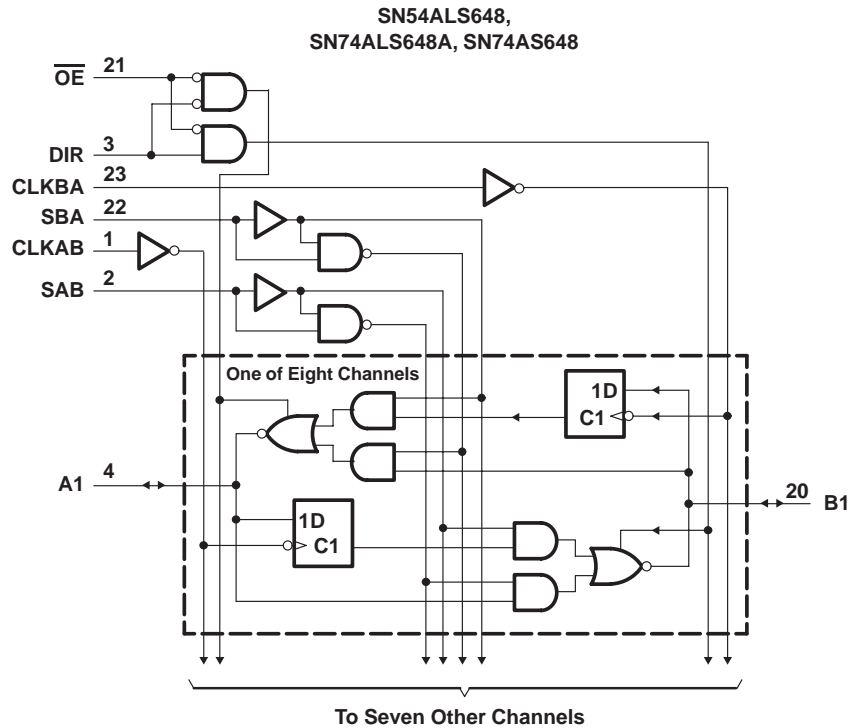 SN54ALS648,
SN74ALS648A, SN74AS648
OE 21
DIR 3
CLKBA 23
SBA 22
CLKAB 1
SAB 2
One of Eight Channels
1D
C1
A1 4
20 B1
1D
C1
To Seven Other Channels